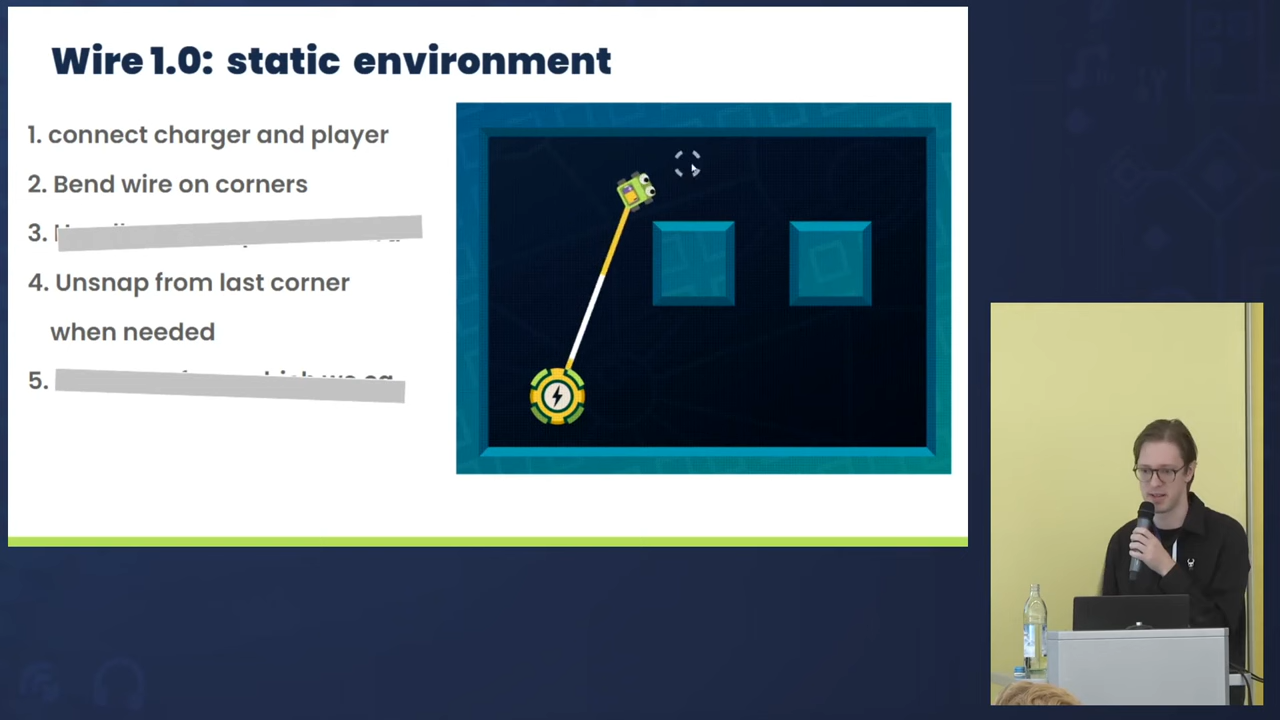 Wire 1.0: static environment
1. connect charger and player
2. Bend wire on corners
3.
4. Unsnap from last corner
when needed
5.